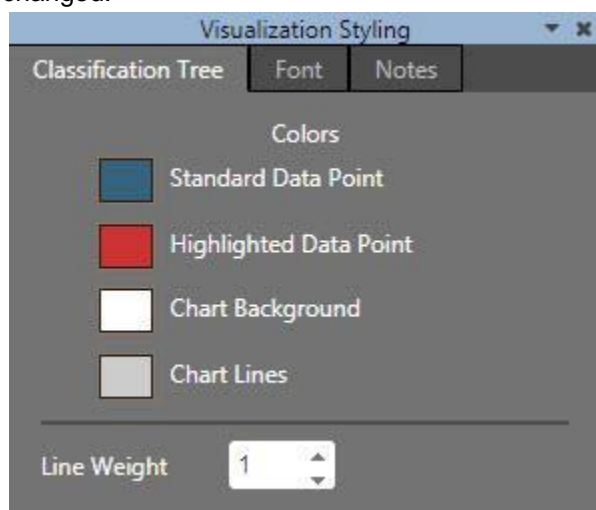 changed.
Visualization Styling
Classification Tree Font Notes
Colors
Standard Data Point
Highlighted Data Point
Chart Background
Chart Lines
Line Weight 1